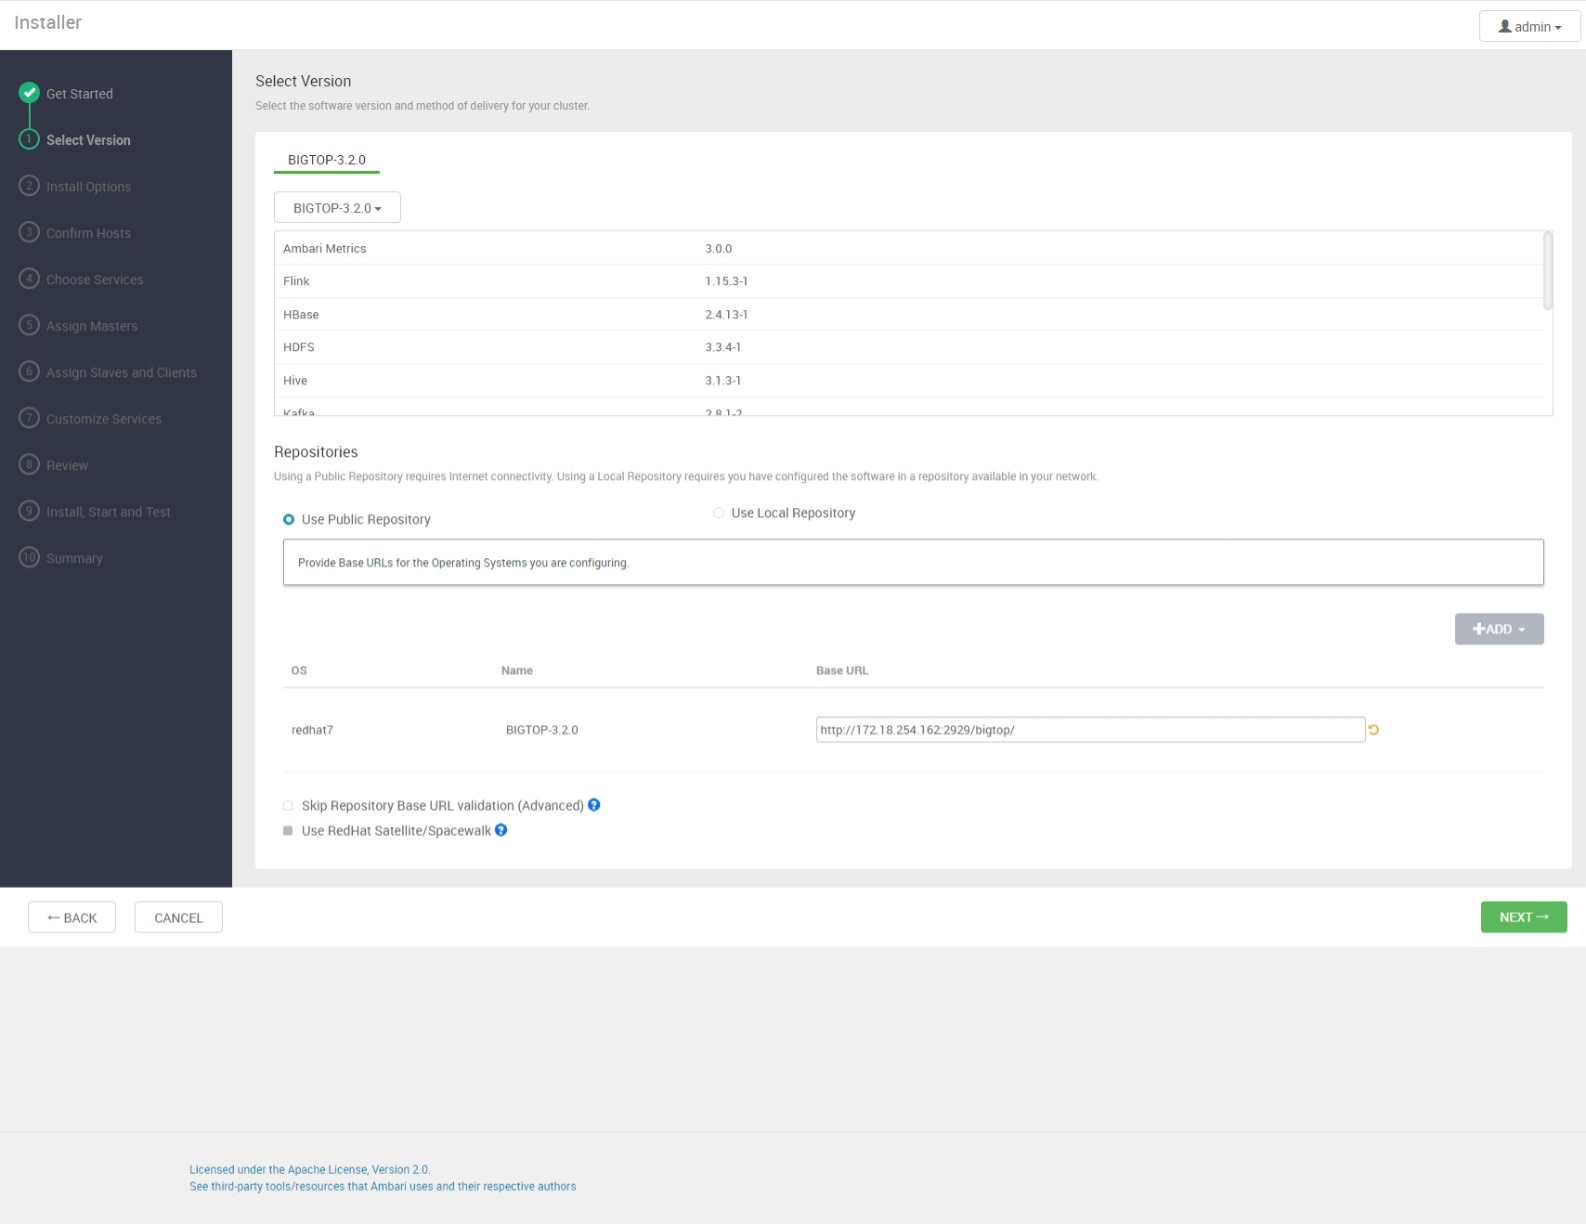 Installer
admin
Get Started
1 Select Version
2 Install Options
3 Confirm Hosts
4 Choose Services
5 Assign Masters
6 Assign Slaves and Clients
7 Customize Services
8 Review
9 Install, Start and Test
10 Summary
Select Version
Select the software version and method of delivery for your cluster.
BIGTOP-3.2.0
BIGTOP-3.2.0
Ambari Metrics 3.0.0
Flink 1.15.3-1
HBase 2.4.13-1
HDFS 3.3.4-1
Hive 3.1.3-1
Kafka 2.8.1-2
Repositories
Using a Public Repository requires Internet connectivity. Using a Local Repository requires you have configured the software in a repository available in your network.
Use Public Repository Use Local Repository
Provide Base URLs for the Operating Systems you are configuring.
ADD
OS Name Base URL
redhat7 BIGTOP-3.2.0 http://172.18.254.162:2929/bigtop/
Skip Repository Base URL validation (Advanced) ?
Use RedHat Satellite/Spacewalk ?
← BACK CANCEL NEXT →
Licensed under the Apache License, Version 2.0.
See third-party tools/resources that Ambari uses and their respective authors